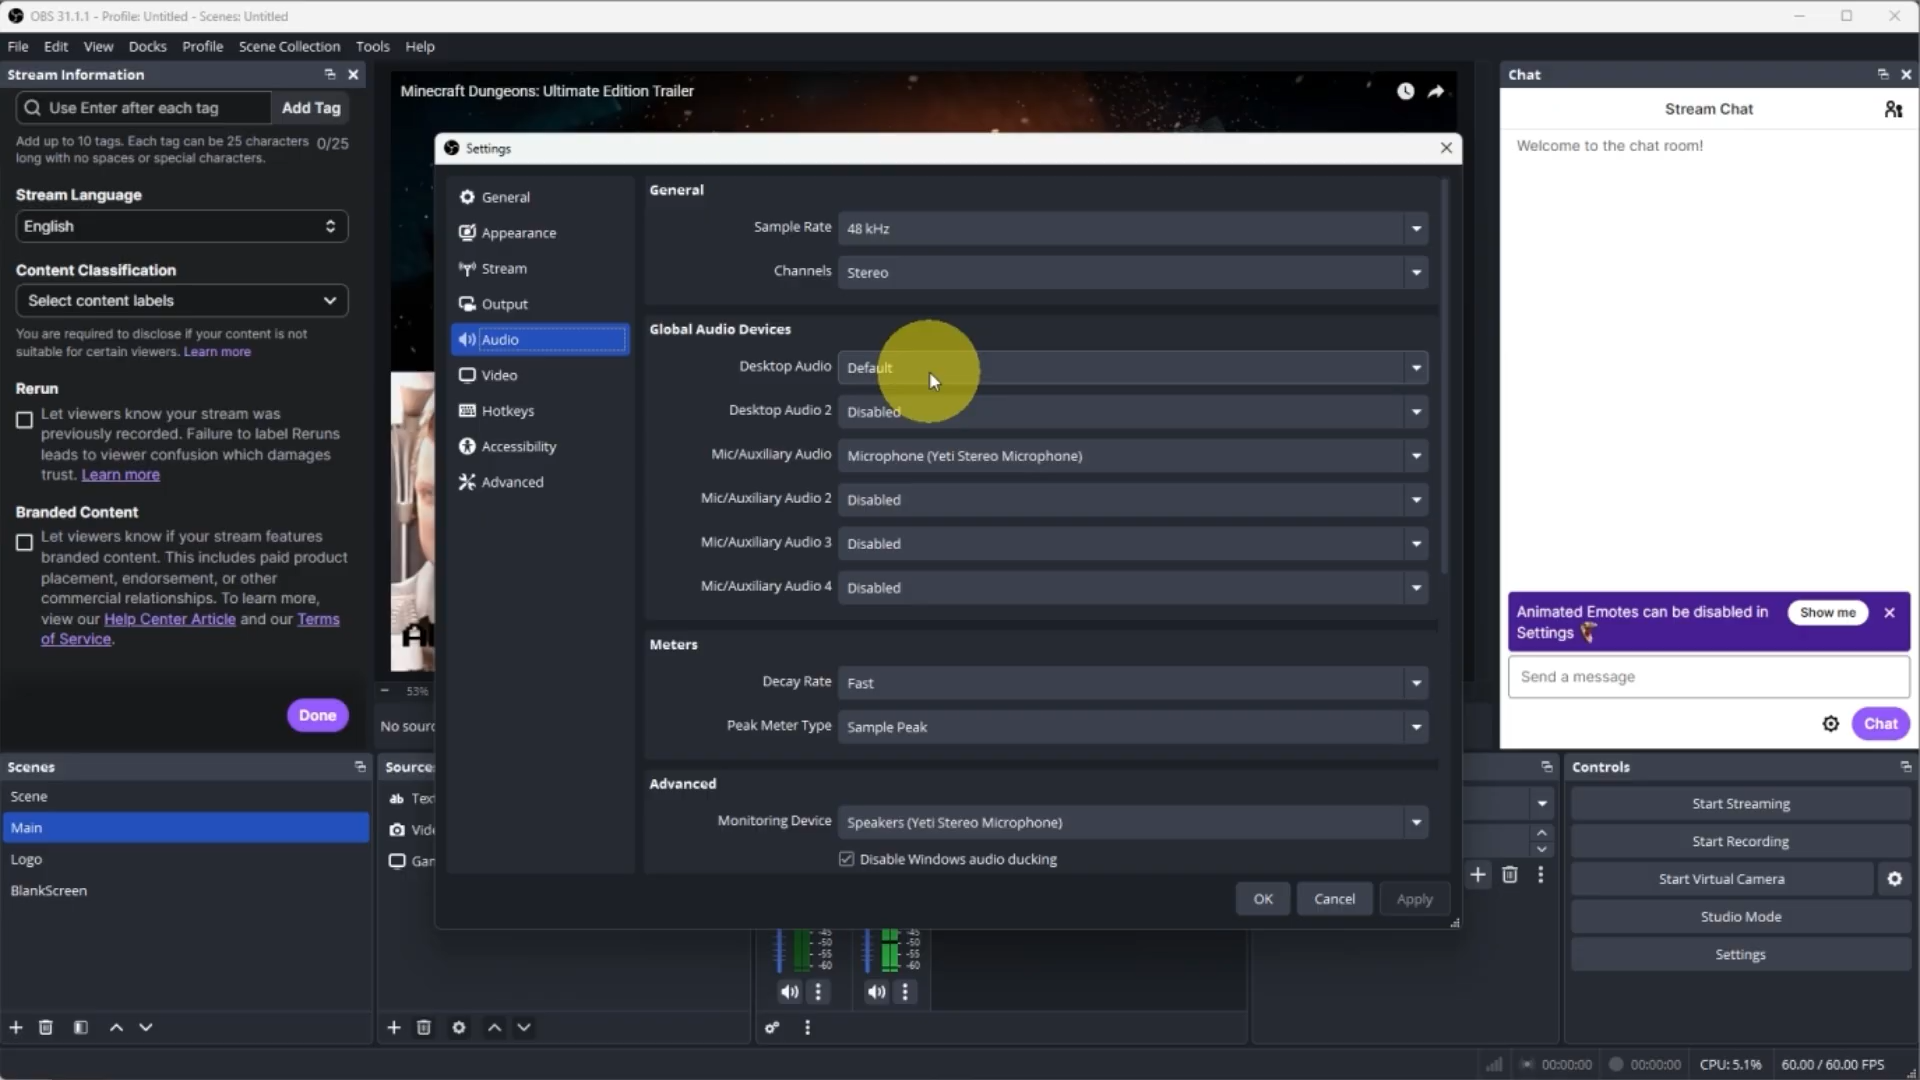 OBS 31.1.1 - Profile: Untitled - Scenes: Untitled
File Edit View Docks Profile Scene Collection Tools Help
Stream Information
Use Enter after each tag
Add Tag
Add up to 10 tags. Each tag can be 25 characters
long with no spaces or special characters.
0/25
Stream Language
English
Content Classification
Select content labels
You are required to disclose if your content is not
suitable for certain viewers. Learn more
Rerun
Let viewers know your stream was
previously recorded. Failure to label Reruns
leads to viewer confusion which damages
trust. Learn more
Branded Content
Let viewers know if your stream features
branded content. This includes paid product
placement, endorsement, or other
commercial relationships. To learn more,
view our Help Center Article and our Terms
of Service.
Done
Minecraft Dungeons: Ultimate Edition Trailer
53%
Settings
General
Appearance
Stream
Output
Audio
Video
Hotkeys
Accessibility
Advanced
General
Sample Rate 48 kHz
Channels Stereo
Global Audio Devices
Desktop Audio Default
Desktop Audio 2 Disabled
Mic/Auxiliary Audio Microphone (Yeti Stereo Microphone)
Mic/Auxiliary Audio 2 Disabled
Mic/Auxiliary Audio 3 Disabled
Mic/Auxiliary Audio 4 Disabled
Meters
Decay Rate Fast
Peak Meter Type Sample Peak
Advanced
Monitoring Device Speakers (Yeti Stereo Microphone)
Disable Windows audio ducking
OK Cancel Apply
Chat
Stream Chat
Welcome to the chat room!
Animated Emotes can be disabled in
Settings
Show me
Send a message
Chat
Scenes
Scene
Main
Logo
BlankScreen
-45 -45
-50 -50
-55 -55
-60 -60
Controls
Start Streaming
Start Recording
Start Virtual Camera
Studio Mode
Settings
00:00:00 00:00:00 CPU: 5.1% 60.00 / 60.00 FPS